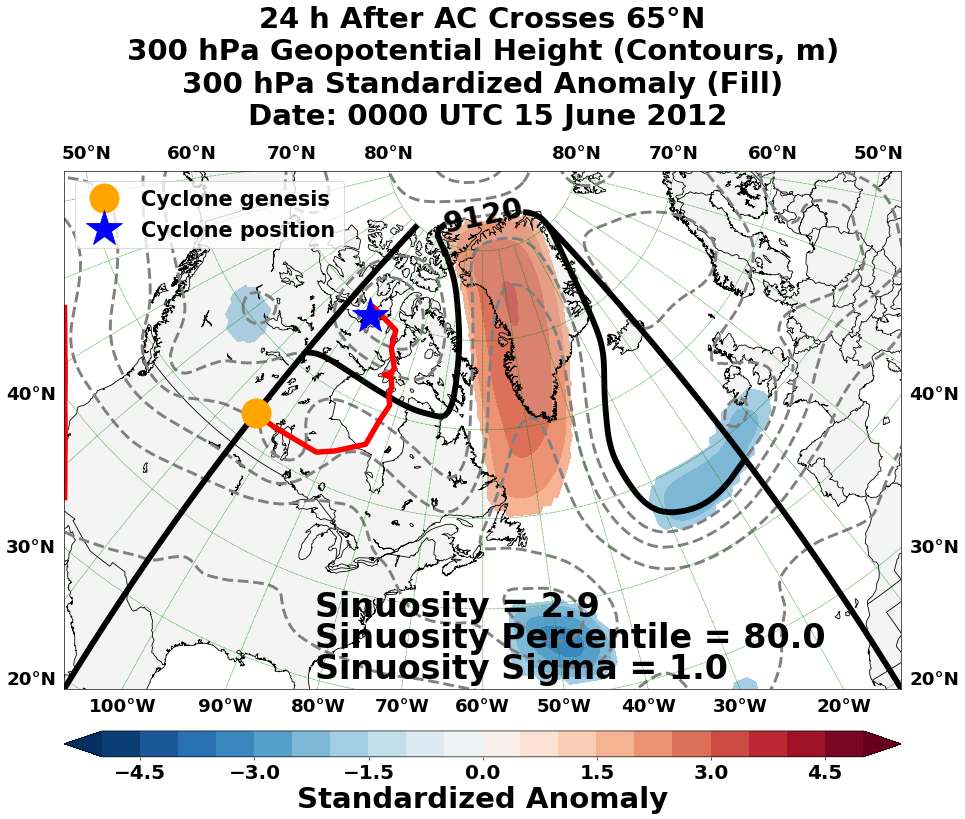 24 h After AC Crosses 65°N
300 hPa Geopotential Height (Contours, m)
300 hPa Standardized Anomaly (Fill)
Date: 0000 UTC 15 June 2012
50°N 60°N 70°N 80°N 80°N 70°N 60°N 50°N
Cyclone genesis
Cyclone position
9120
40°N 40°N
30°N 30°N
Sinuosity = 2.9
Sinuosity Percentile = 80.0
Sinuosity Sigma = 1.0
20°N 20°N
100°W 90°W 80°W 70°W 60°W 50°W 40°W 30°W 20°W
−4.5 −3.0 −1.5 0.0 1.5 3.0 4.5
Standardized Anomaly